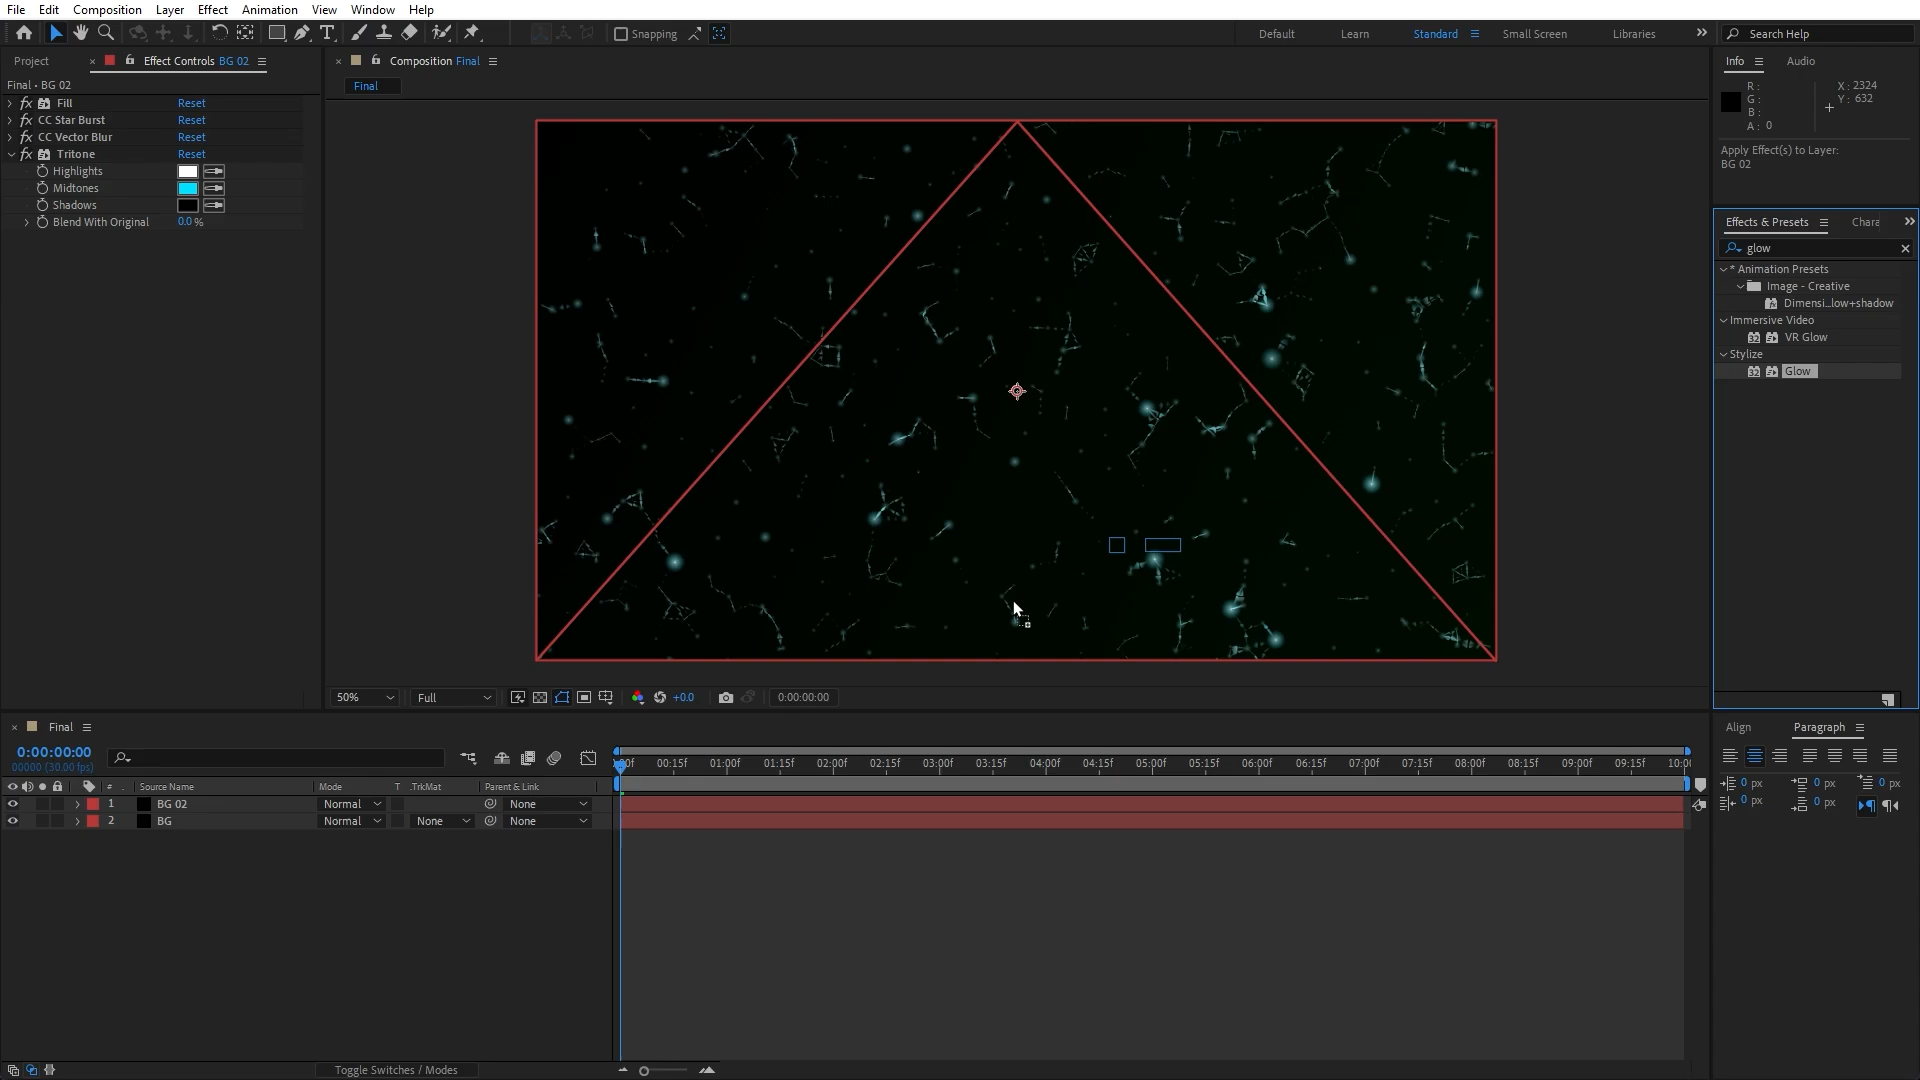 File Edit Composition Layer Effect Animation View Window Help
Snapping
Default Learn Standard Small Screen Libraries
Search Help
Project
Effect Controls BG 02
Final • BG 02
fx Fill Reset
fx CC Star Burst Reset
fx CC Vector Blur Reset
fx Tritone Reset
Highlights
Midtones
Shadows
Blend With Original 0.0 %
Composition Final
Final
Info Audio
R :
G :
B :
A : 0
X : 2324
Y : 632
Apply Effect(s) to Layer:
BG 02
Effects & Presets Chara
glow
* Animation Presets
Image - Creative
Dimensi...low+shadow
Immersive Video
32 VR Glow
Stylize
32 Glow
50% Full +0.0 0:00:00:00
Final
0:00:00:00
00000 (30.00 fps)
:00f 00:15f 01:00f 01:15f 02:00f 02:15f 03:00f 03:15f 04:00f 04:15f 05:00f 05:15f 06:00f 06:15f 07:00f 07:15f 08:00f 08:15f 09:00f 09:15f 10:0
# Source Name Mode T .TrkMat Parent & Link
1 BG 02 Normal None
2 BG Normal None None
Toggle Switches / Modes
Align Paragraph
0 px 0 px 0 px
0 px 0 px